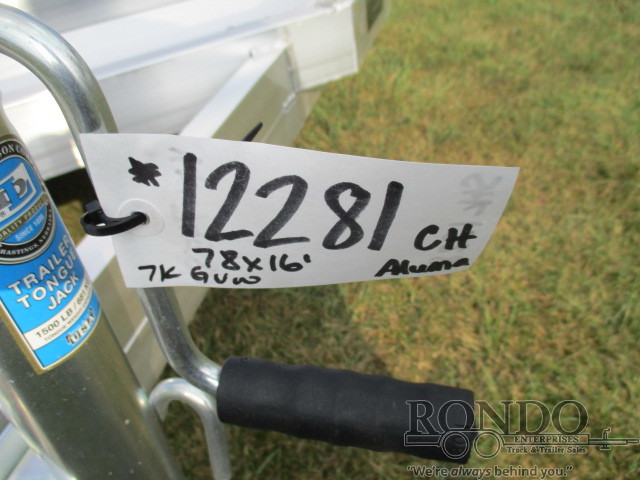 *12281 CH
78x16'
7K GVW Aluma
TRAILER
TONGUE
JACK
1500 LB
USA
RONDO
ENTERPRISES
Truck & Trailer Sales
"We're always behind you."